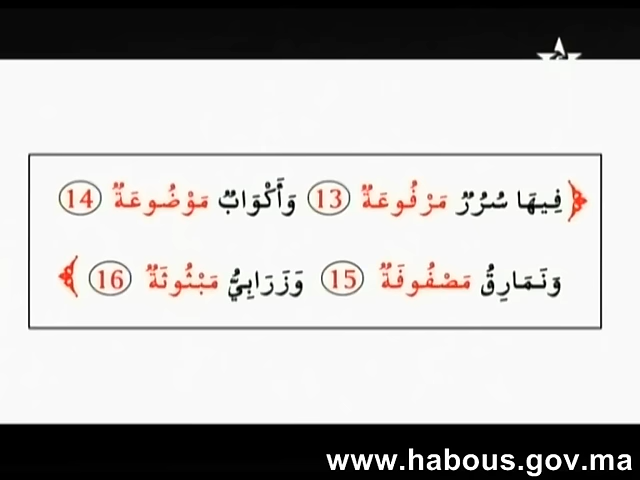 فِيهَا سُرُرٌ مَرْفُوعَةٌ 13 وَأَكْوَابٌ مَوْضُوعَةٌ 14
وَنَمَارِقُ مَصْفُوفَةٌ 15 وَزَرَابِيُّ مَبْثُوثَةٌ 16
www.habous.gov.ma